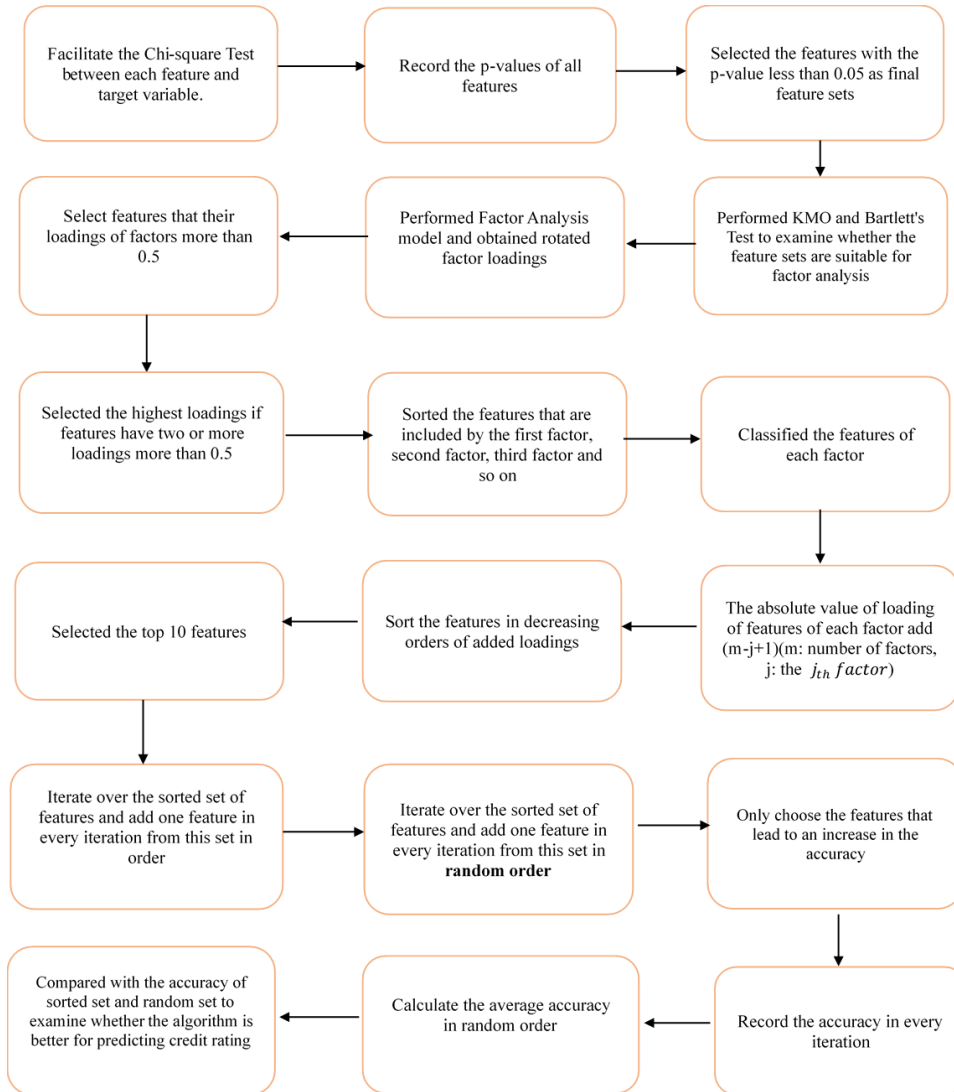 Facilitate the Chi-square Test
between each feature and
target variable.
Record the p-values of all
features
Selected the features with the
p-value less than 0.05 as final
feature sets
Performed KMO and Bartlett's
Test to examine whether the
feature sets are suitable for
factor analysis
Performed Factor Analysis
model and obtained rotated
factor loadings
Select features that their
loadings of factors more than
0.5
Selected the highest loadings if
features have two or more
loadings more than 0.5
Sorted the features that are
included by the first factor,
second factor, third factor and
so on
Classified the features of
each factor
The absolute value of loading
of features of each factor add
(m-j+1)(m: number of factors,
j: the j_{th} factor)
Sort the features in decreasing
orders of added loadings
Selected the top 10 features
Iterate over the sorted set of
features and add one feature in
every iteration from this set in
order
Iterate over the sorted set of
features and add one feature in
every iteration from this set in
random order
Only choose the features that
lead to an increase in the
accuracy
Record the accuracy in every
iteration
Calculate the average accuracy
in random order
Compared with the accuracy of
sorted set and random set to
examine whether the algorithm is
better for predicting credit rating